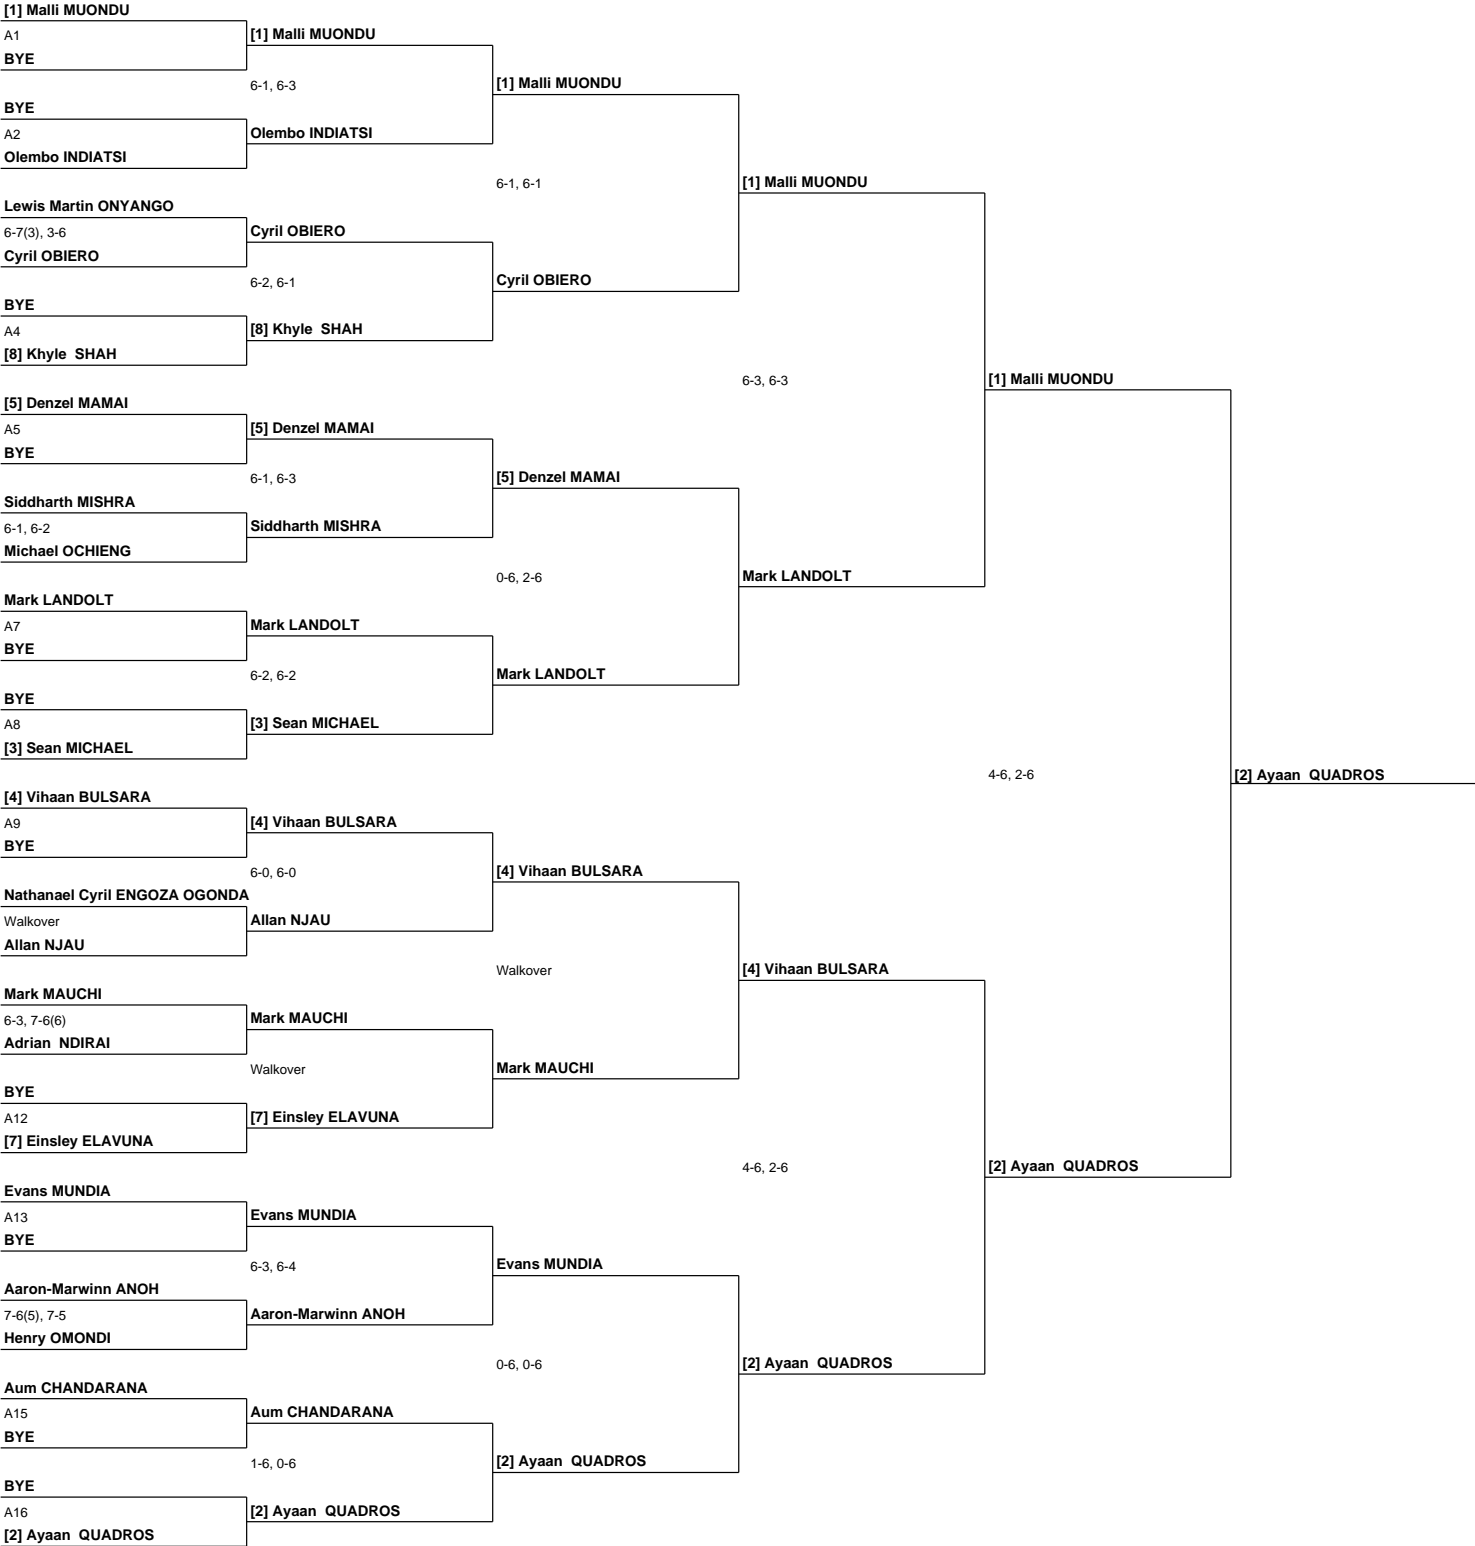 [1] Malli MUONDU
A1
BYE
BYE
A2
Olembo INDIATSI
Lewis Martin ONYANGO
6-7(3), 3-6
Cyril OBIERO
BYE
A4
[8] Khyle  SHAH
[5] Denzel MAMAI
A5
BYE
Siddharth MISHRA
6-1, 6-2
Michael OCHIENG
Mark LANDOLT
A7
BYE
BYE
A8
[3] Sean MICHAEL
[4] Vihaan BULSARA
A9
BYE
Nathanael Cyril ENGOZA OGONDA
Walkover
Allan NJAU
Mark MAUCHI
6-3, 7-6(6)
Adrian  NDIRAI
BYE
A12
[7] Einsley ELAVUNA
Evans MUNDIA
A13
BYE
Aaron-Marwinn ANOH
7-6(5), 7-5
Henry OMONDI
Aum CHANDARANA
A15
BYE
BYE
A16
[2] Ayaan  QUADROS
[1] Malli MUONDU
6-1, 6-3
Olembo INDIATSI
Cyril OBIERO
6-2, 6-1
[8] Khyle  SHAH
[5] Denzel MAMAI
6-1, 6-3
Siddharth MISHRA
Mark LANDOLT
6-2, 6-2
[3] Sean MICHAEL
[4] Vihaan BULSARA
6-0, 6-0
Allan NJAU
Mark MAUCHI
Walkover
[7] Einsley ELAVUNA
Evans MUNDIA
6-3, 6-4
Aaron-Marwinn ANOH
Aum CHANDARANA
1-6, 0-6
[2] Ayaan  QUADROS
[1] Malli MUONDU
6-1, 6-1
Cyril OBIERO
[5] Denzel MAMAI
0-6, 2-6
Mark LANDOLT
[4] Vihaan BULSARA
Walkover
Mark MAUCHI
Evans MUNDIA
0-6, 0-6
[2] Ayaan  QUADROS
[1] Malli MUONDU
6-3, 6-3
Mark LANDOLT
[4] Vihaan BULSARA
4-6, 2-6
[2] Ayaan  QUADROS
[1] Malli MUONDU
4-6, 2-6
[2] Ayaan  QUADROS
[2] Ayaan  QUADROS